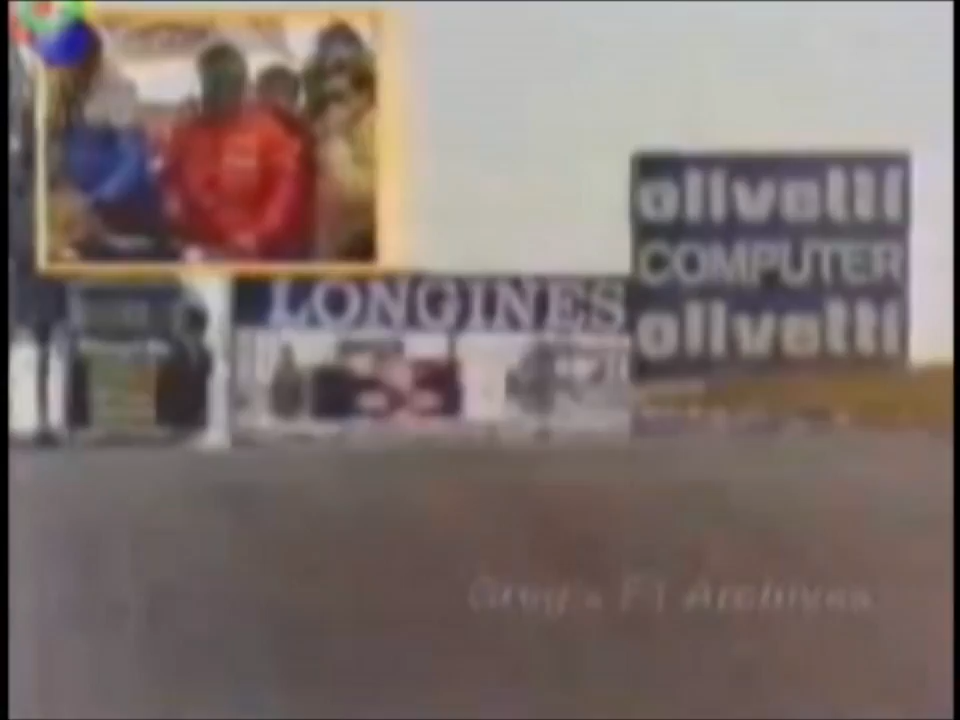 LONGINES
olivetti
COMPUTER
olivetti
Greg's F1 Archives